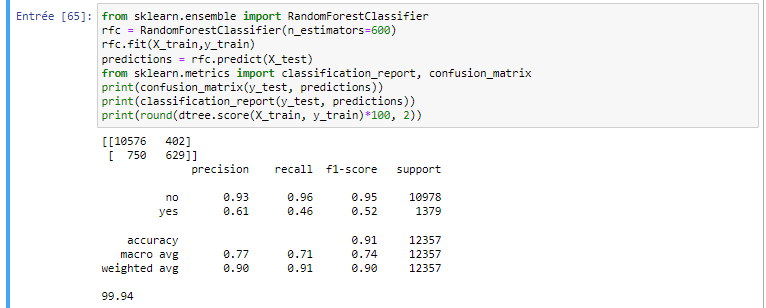 Entrée [65]: from sklearn.ensemble import RandomForestClassifier
rfc = RandomForestClassifier(n_estimators=600)
rfc.fit(X_train,y_train)
predictions = rfc.predict(X_test)
from sklearn.metrics import classification_report, confusion_matrix
print(confusion_matrix(y_test, predictions))
print(classification_report(y_test, predictions))
print(round(dtree.score(X_train, y_train)*100, 2))
[[10576   402]
 [  750   629]]
              precision    recall  f1-score   support

          no       0.93      0.96      0.95     10978
         yes       0.61      0.46      0.52      1379

    accuracy                           0.91     12357
   macro avg       0.77      0.71      0.74     12357
weighted avg       0.90      0.91      0.90     12357

99.94